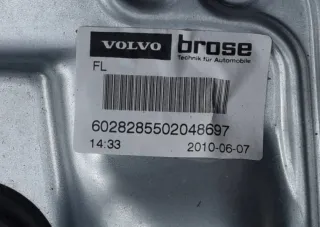 VOLVO brose
Technik für Automobile
FL
6028285502048697
14:33 2010-06-07